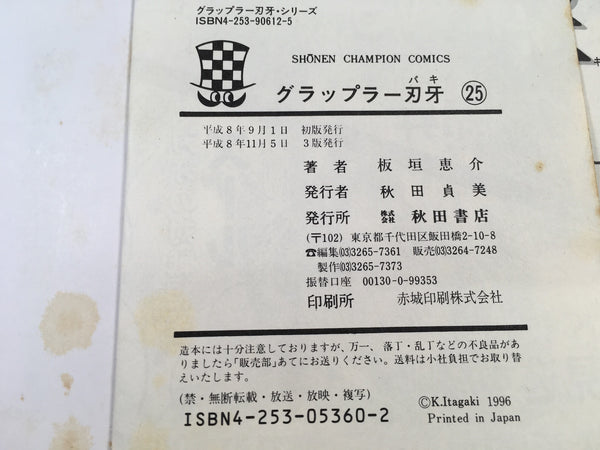 グラップラー刃牙・シリーズ
ISBN4-253-90612-5
SHŌNEN CHAMPION COMICS
バキ
グラップラー刃牙 ㉕
平成8年9月1日 初版発行
平成8年11月5日 3版発行
著者 板垣恵介
発行者 秋田貞美
発行所 株式会社 秋田書店
(〒102) 東京都千代田区飯田橋2-10-8
☎編集(03)3265-7361 販売(03)3264-7248
製作(03)3265-7373
振替口座 00130-0-99353
印刷所 赤城印刷株式会社
造本には十分注意しておりますが、万一、落丁・乱丁などの不良品が
ありましたら「販売部」あてにお送りください。送料は小社負担でお取り替
えいたします。
(禁・無断転載・放送・放映・複写)
ISBN4-253-05360-2
©K.Itagaki 1996
Printed in Japan